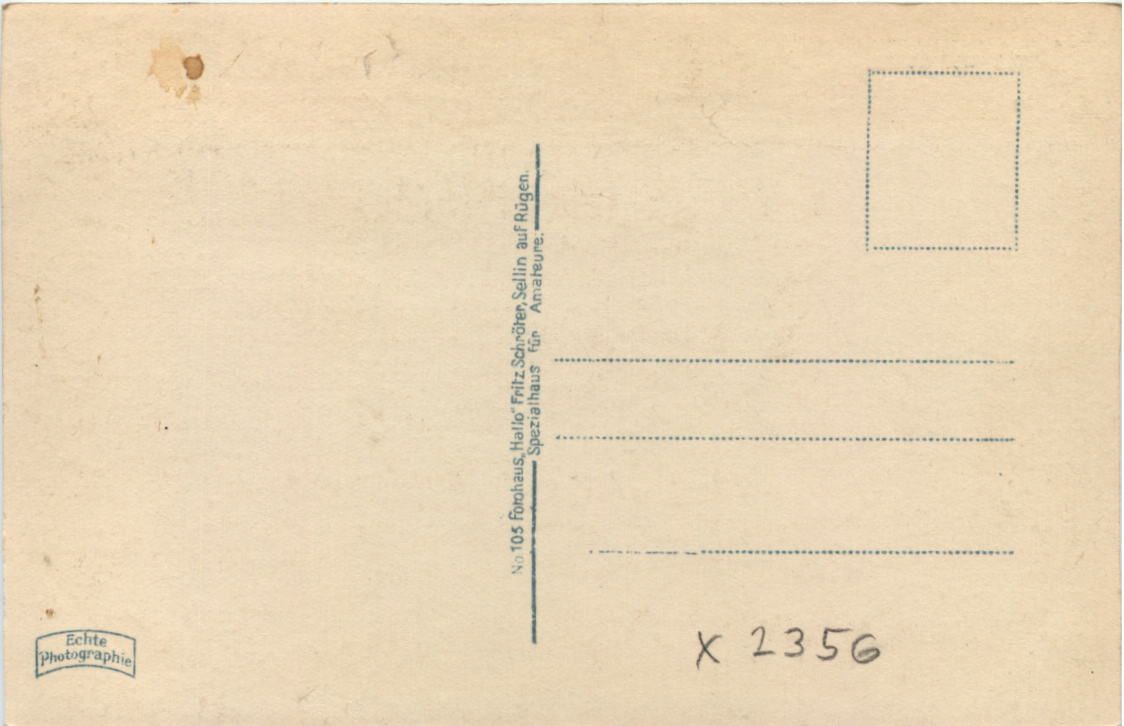 No 105 Fotohaus „Hallo" Fritz Schröter, Sellin auf Rügen.
Spezialhaus für Amateure.
Echte
Photographie
X 2356